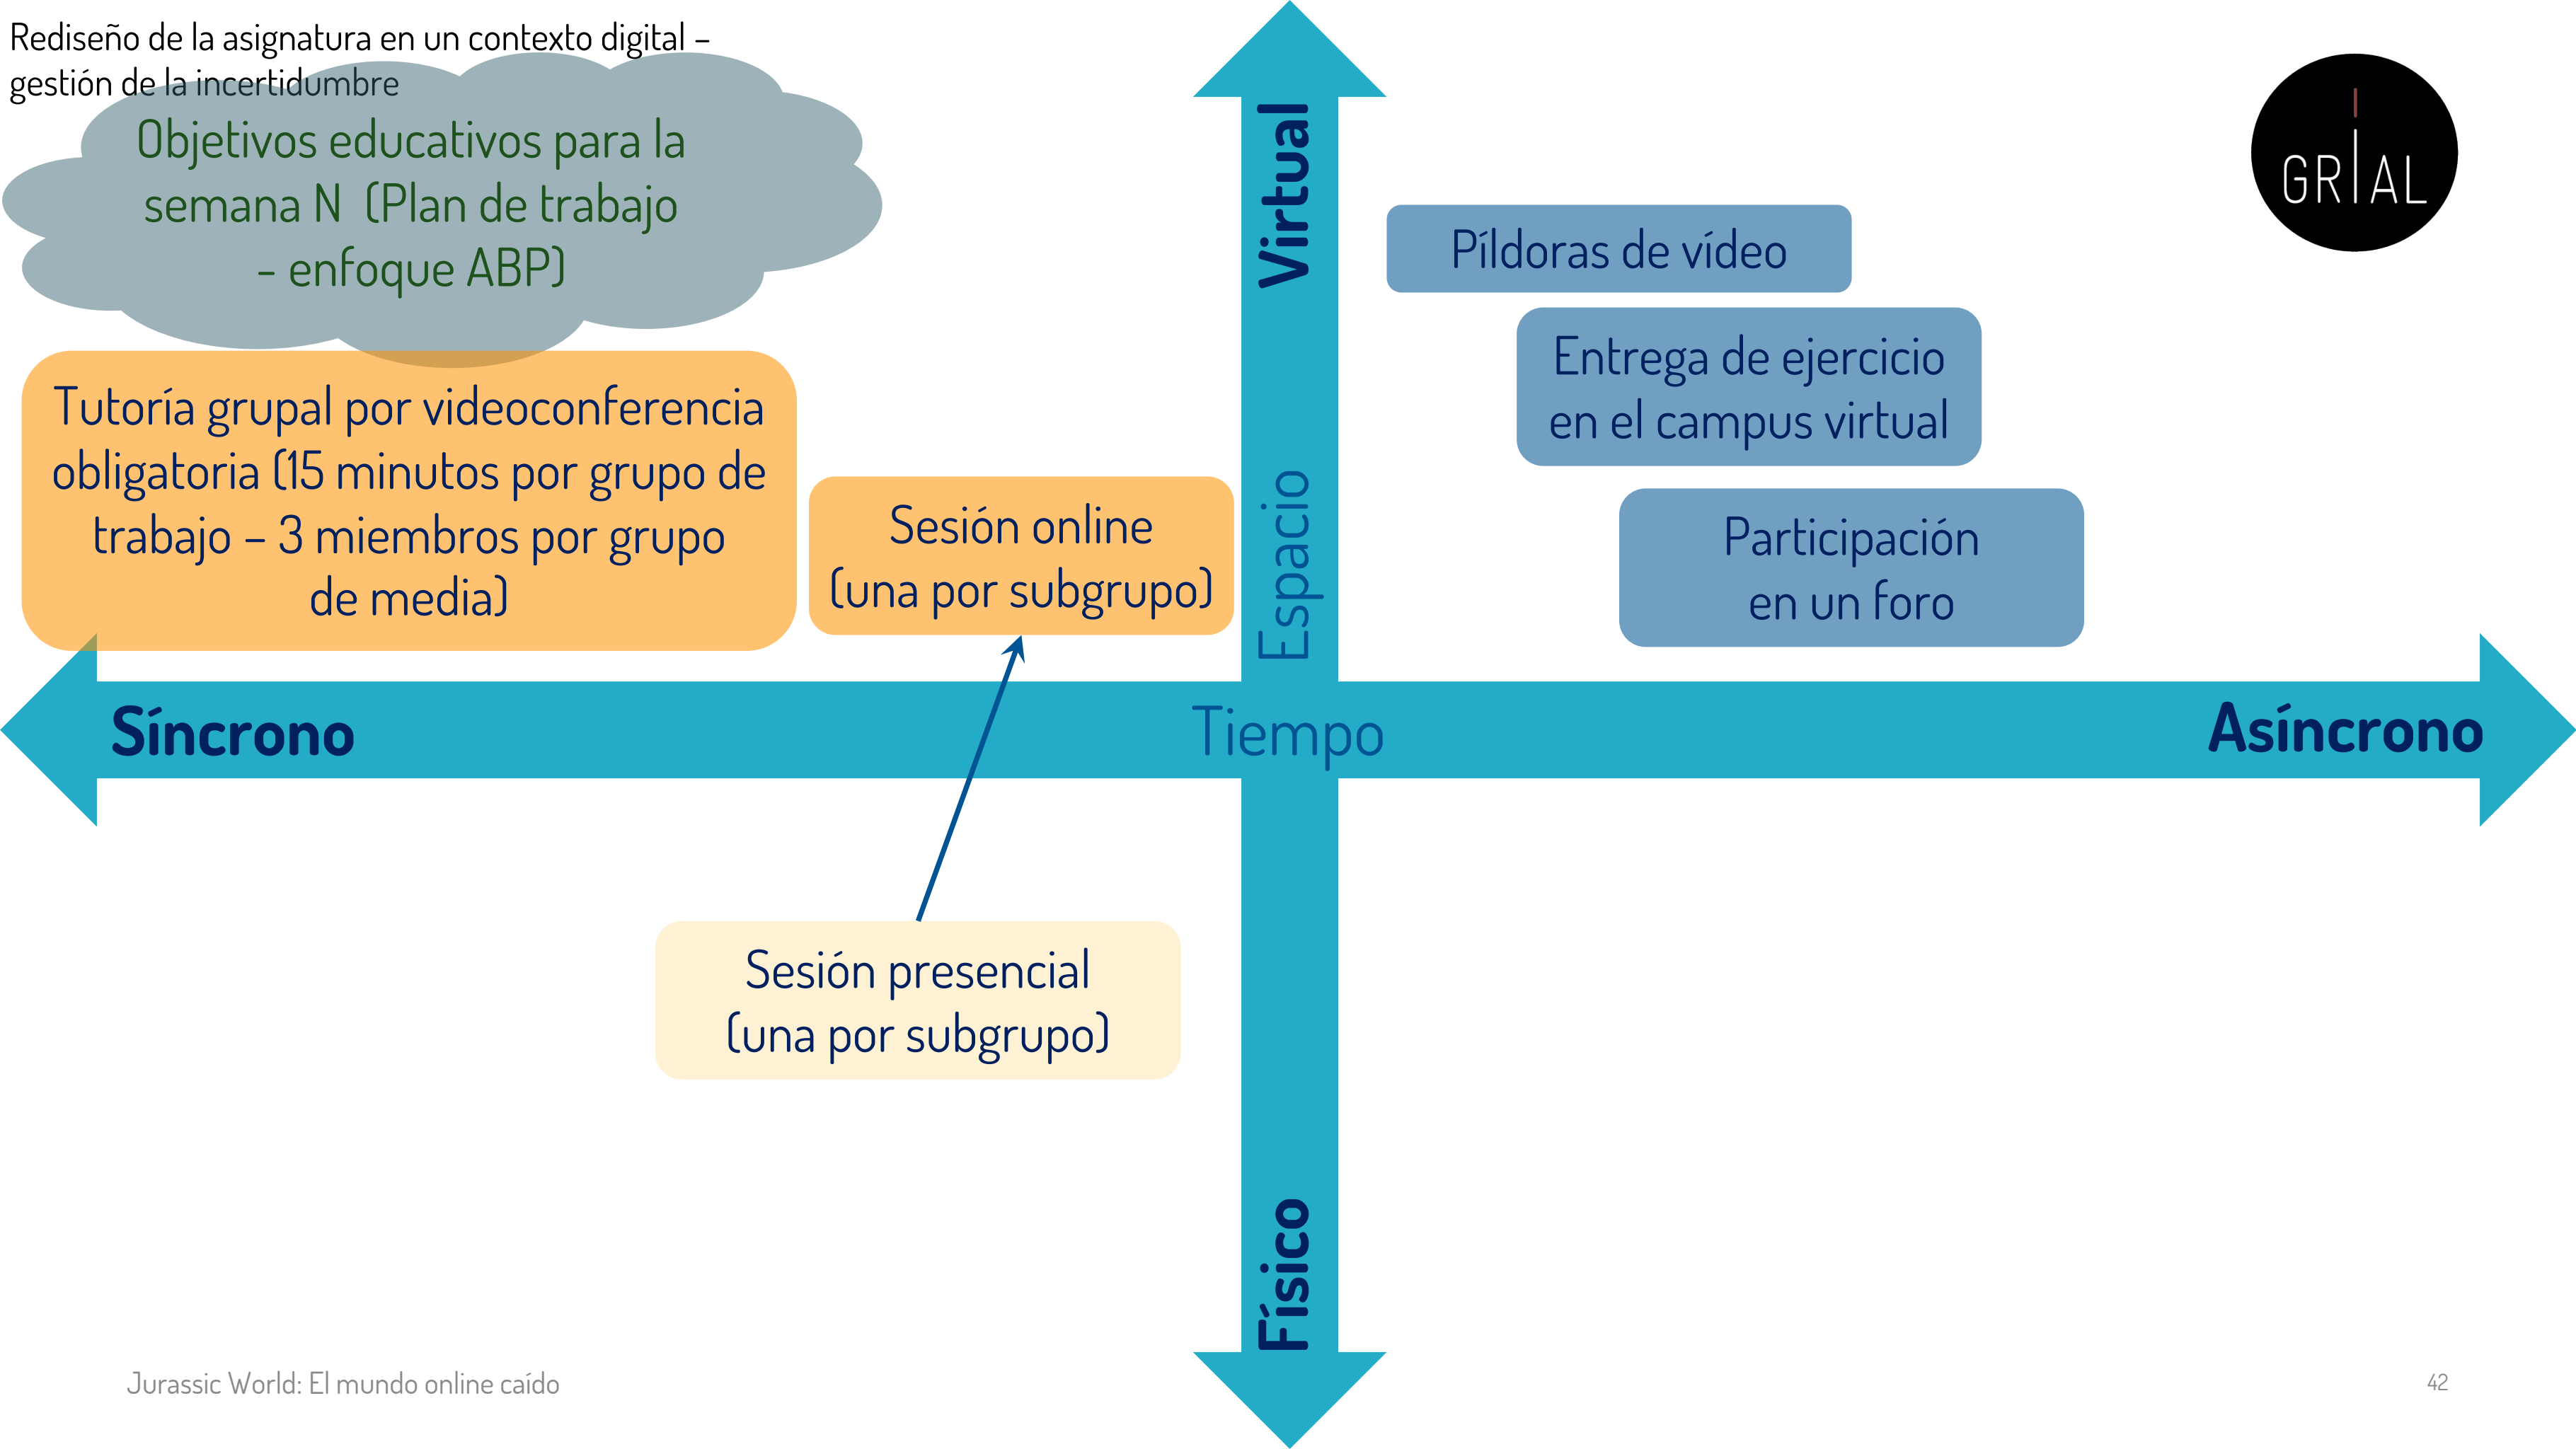 Rediseño de la asignatura en un contexto digital –
gestión de la incertidumbre
Objetivos educativos para la
semana N (Plan de trabajo
- enfoque ABP)
GRIAL
Virtual
Píldoras de vídeo
Entrega de ejercicio
en el campus virtual
Tutoría grupal por videoconferencia
obligatoria (15 minutos por grupo de
trabajo – 3 miembros por grupo
de media)
Sesión online
(una por subgrupo)
Espacio
Participación
en un foro
Síncrono
Tiempo
Asíncrono
Sesión presencial
(una por subgrupo)
Físico
Jurassic World: El mundo online caído
42